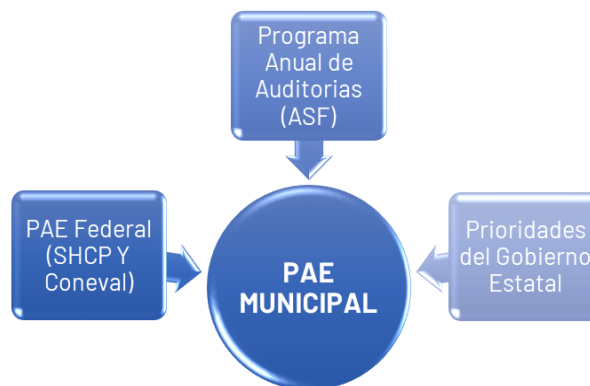 Programa
Anual de
Auditorias
(ASF)
PAE Federal
(SHCP Y
Coneval)
PAE
MUNICIPAL
Prioridades
del Gobierno
Estatal